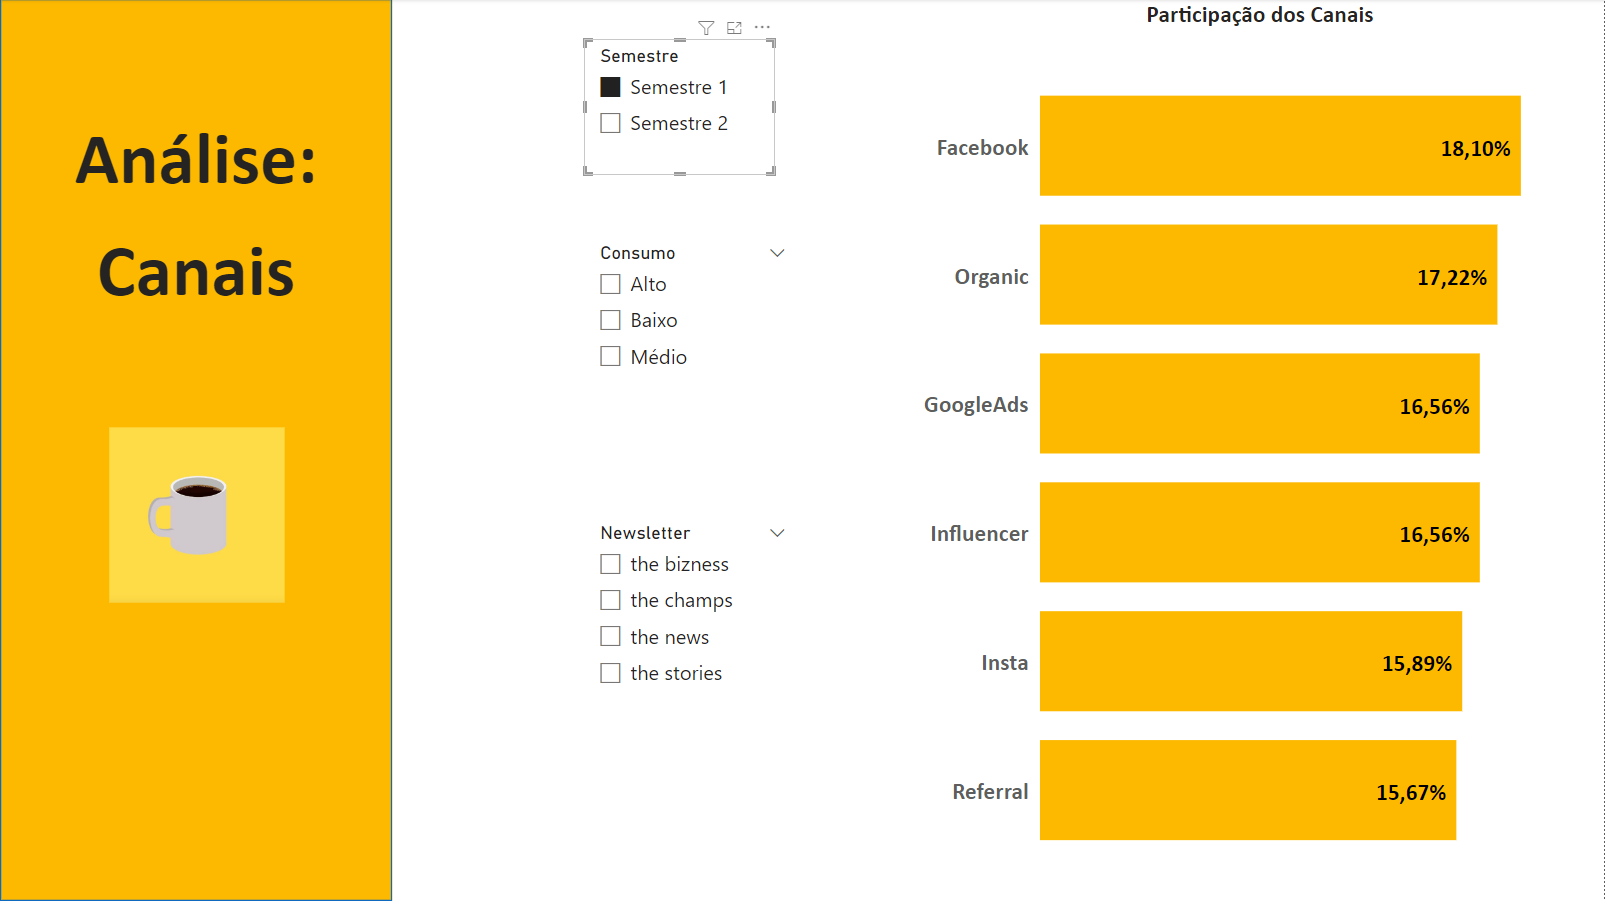 Análise:
Canais
Semestre
Semestre 1
Semestre 2
Consumo
Alto
Baixo
Médio
Newsletter
the bizness
the champs
the news
the stories
Participação dos Canais
Facebook 18,10%
Organic 17,22%
GoogleAds 16,56%
Influencer 16,56%
Insta 15,89%
Referral 15,67%